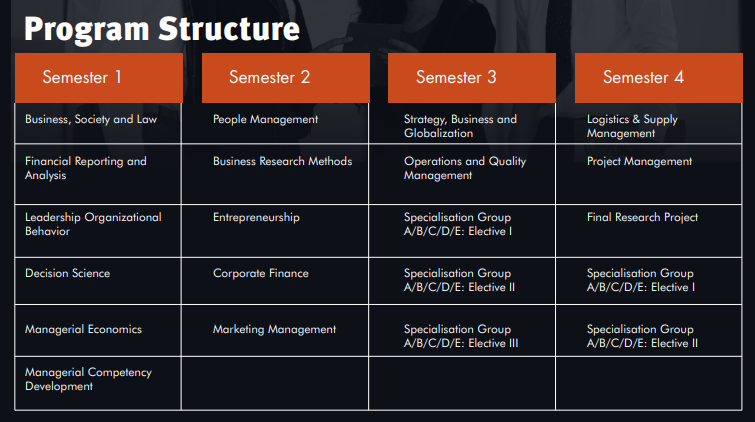 Program Structure
Semester 1
Semester 2
Semester 3
Semester 4
Business, Society and Law
People Management
Strategy, Business and
Globalization
Logistics & Supply
Management
Financial Reporting and
Analysis
Business Research Methods
Operations and Quality
Management
Project Management
Leadership Organizational
Behavior
Entrepreneurship
Specialisation Group
A/B/C/D/E: Elective I
Final Research Project
Decision Science
Corporate Finance
Specialisation Group
A/B/C/D/E: Elective II
Specialisation Group
A/B/C/D/E: Elective I
Managerial Economics
Marketing Management
Specialisation Group
A/B/C/D/E: Elective III
Specialisation Group
A/B/C/D/E: Elective II
Managerial Competency
Development